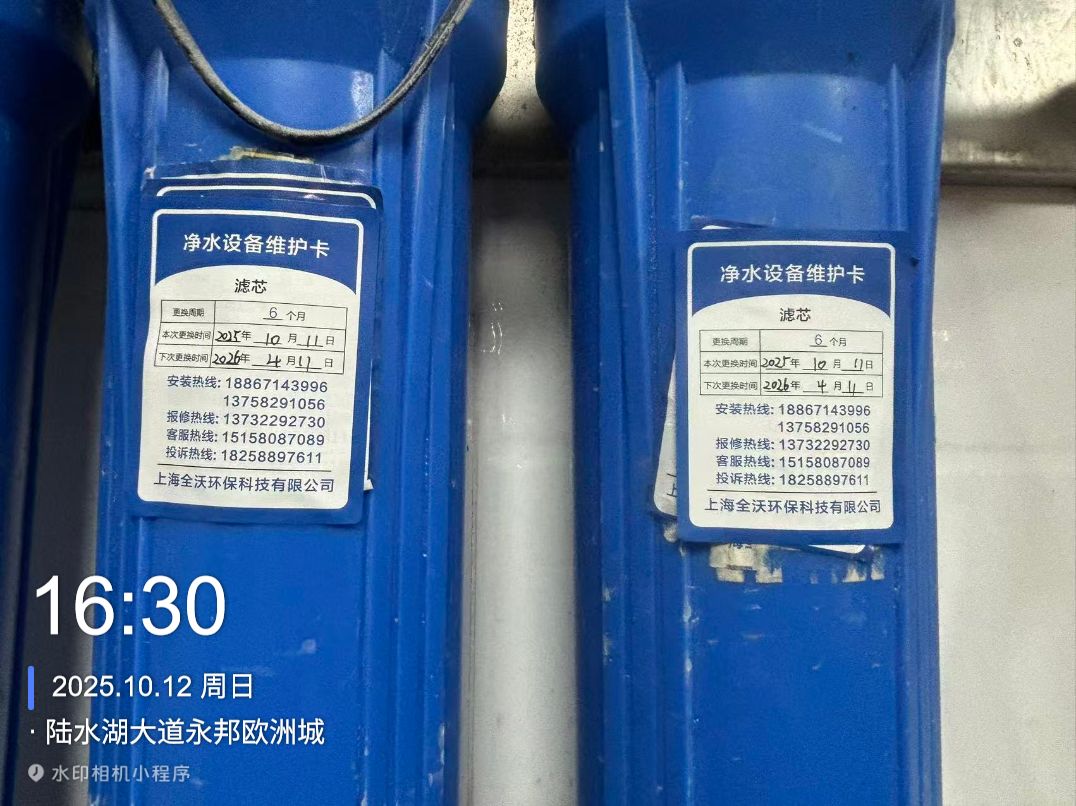 净水设备维护卡
滤芯
更换周期 6 个月
本次更换时间 2025年 10 月 11 日
下次更换时间 2026年 4 月 11 日
安装热线: 18867143996
13758291056
报修热线: 13732292730
客服热线: 15158087089
投诉热线: 18258897611
上海全沃环保科技有限公司
净水设备维护卡
滤芯
更换周期 6 个月
本次更换时间 2025年 10 月 11日
下次更换时间 2026年 4 月 11 日
安装热线: 18867143996
13758291056
报修热线: 13732292730
客服热线: 15158087089
投诉热线: 18258897611
上海全沃环保科技有限公司
上
16:30
2025.10.12 周日
· 陆水湖大道永邦欧洲城
水印相机小程序